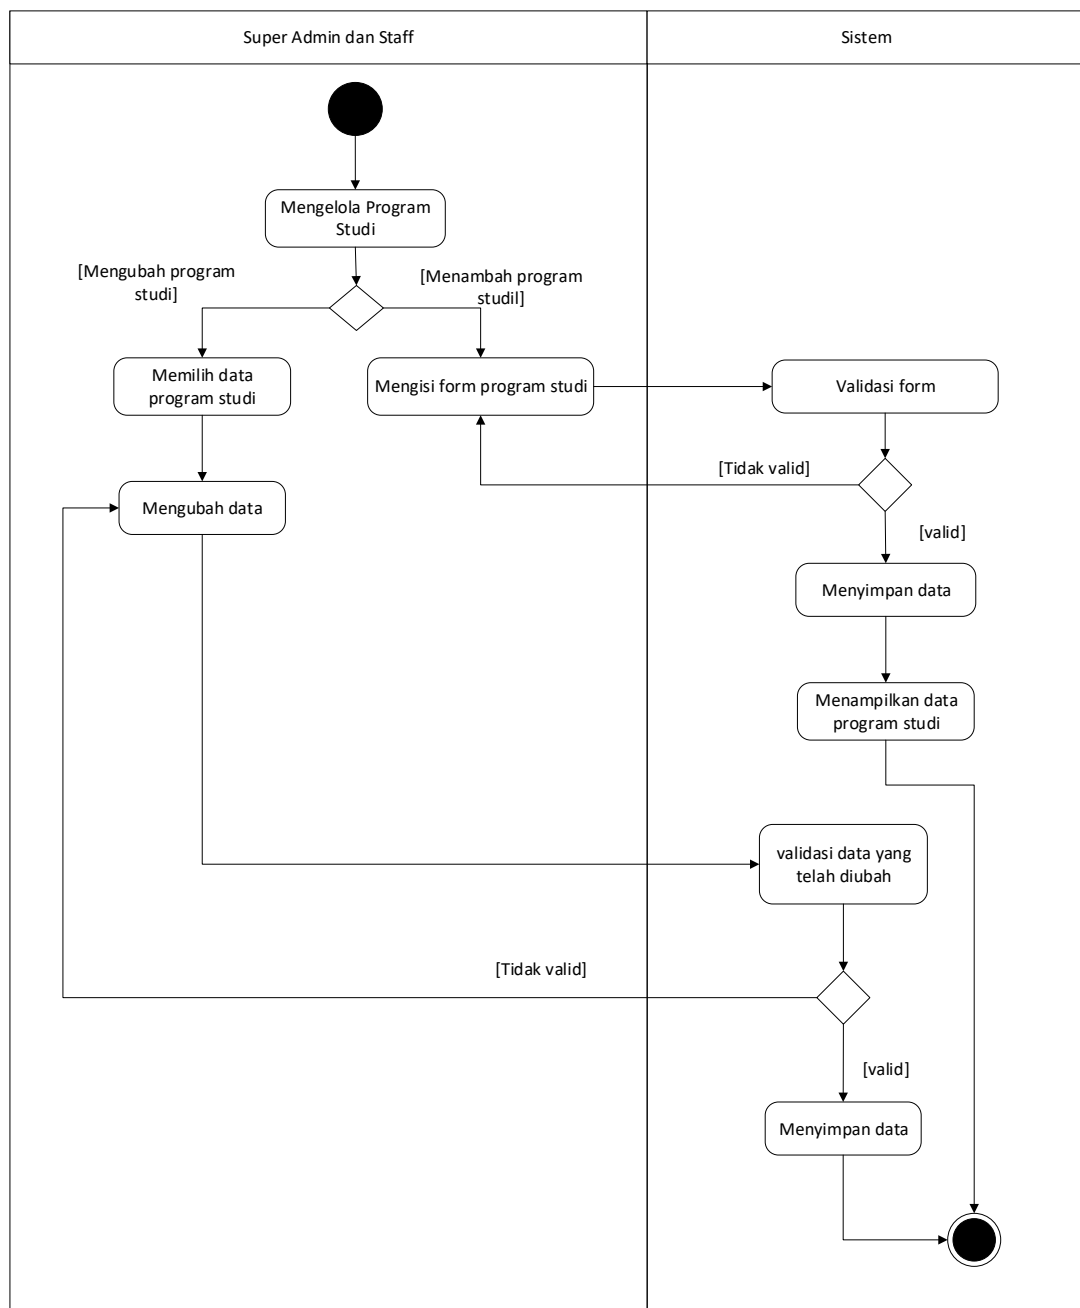 Super Admin dan Staff
Sistem
Mengelola Program
Studi
[Mengubah program
studi]
[Menambah program
studil]
Memilih data
program studi
Mengisi form program studi
Validasi form
[Tidak valid]
Mengubah data
[valid]
Menyimpan data
Menampilkan data
program studi
validasi data yang
telah diubah
[Tidak valid]
[valid]
Menyimpan data